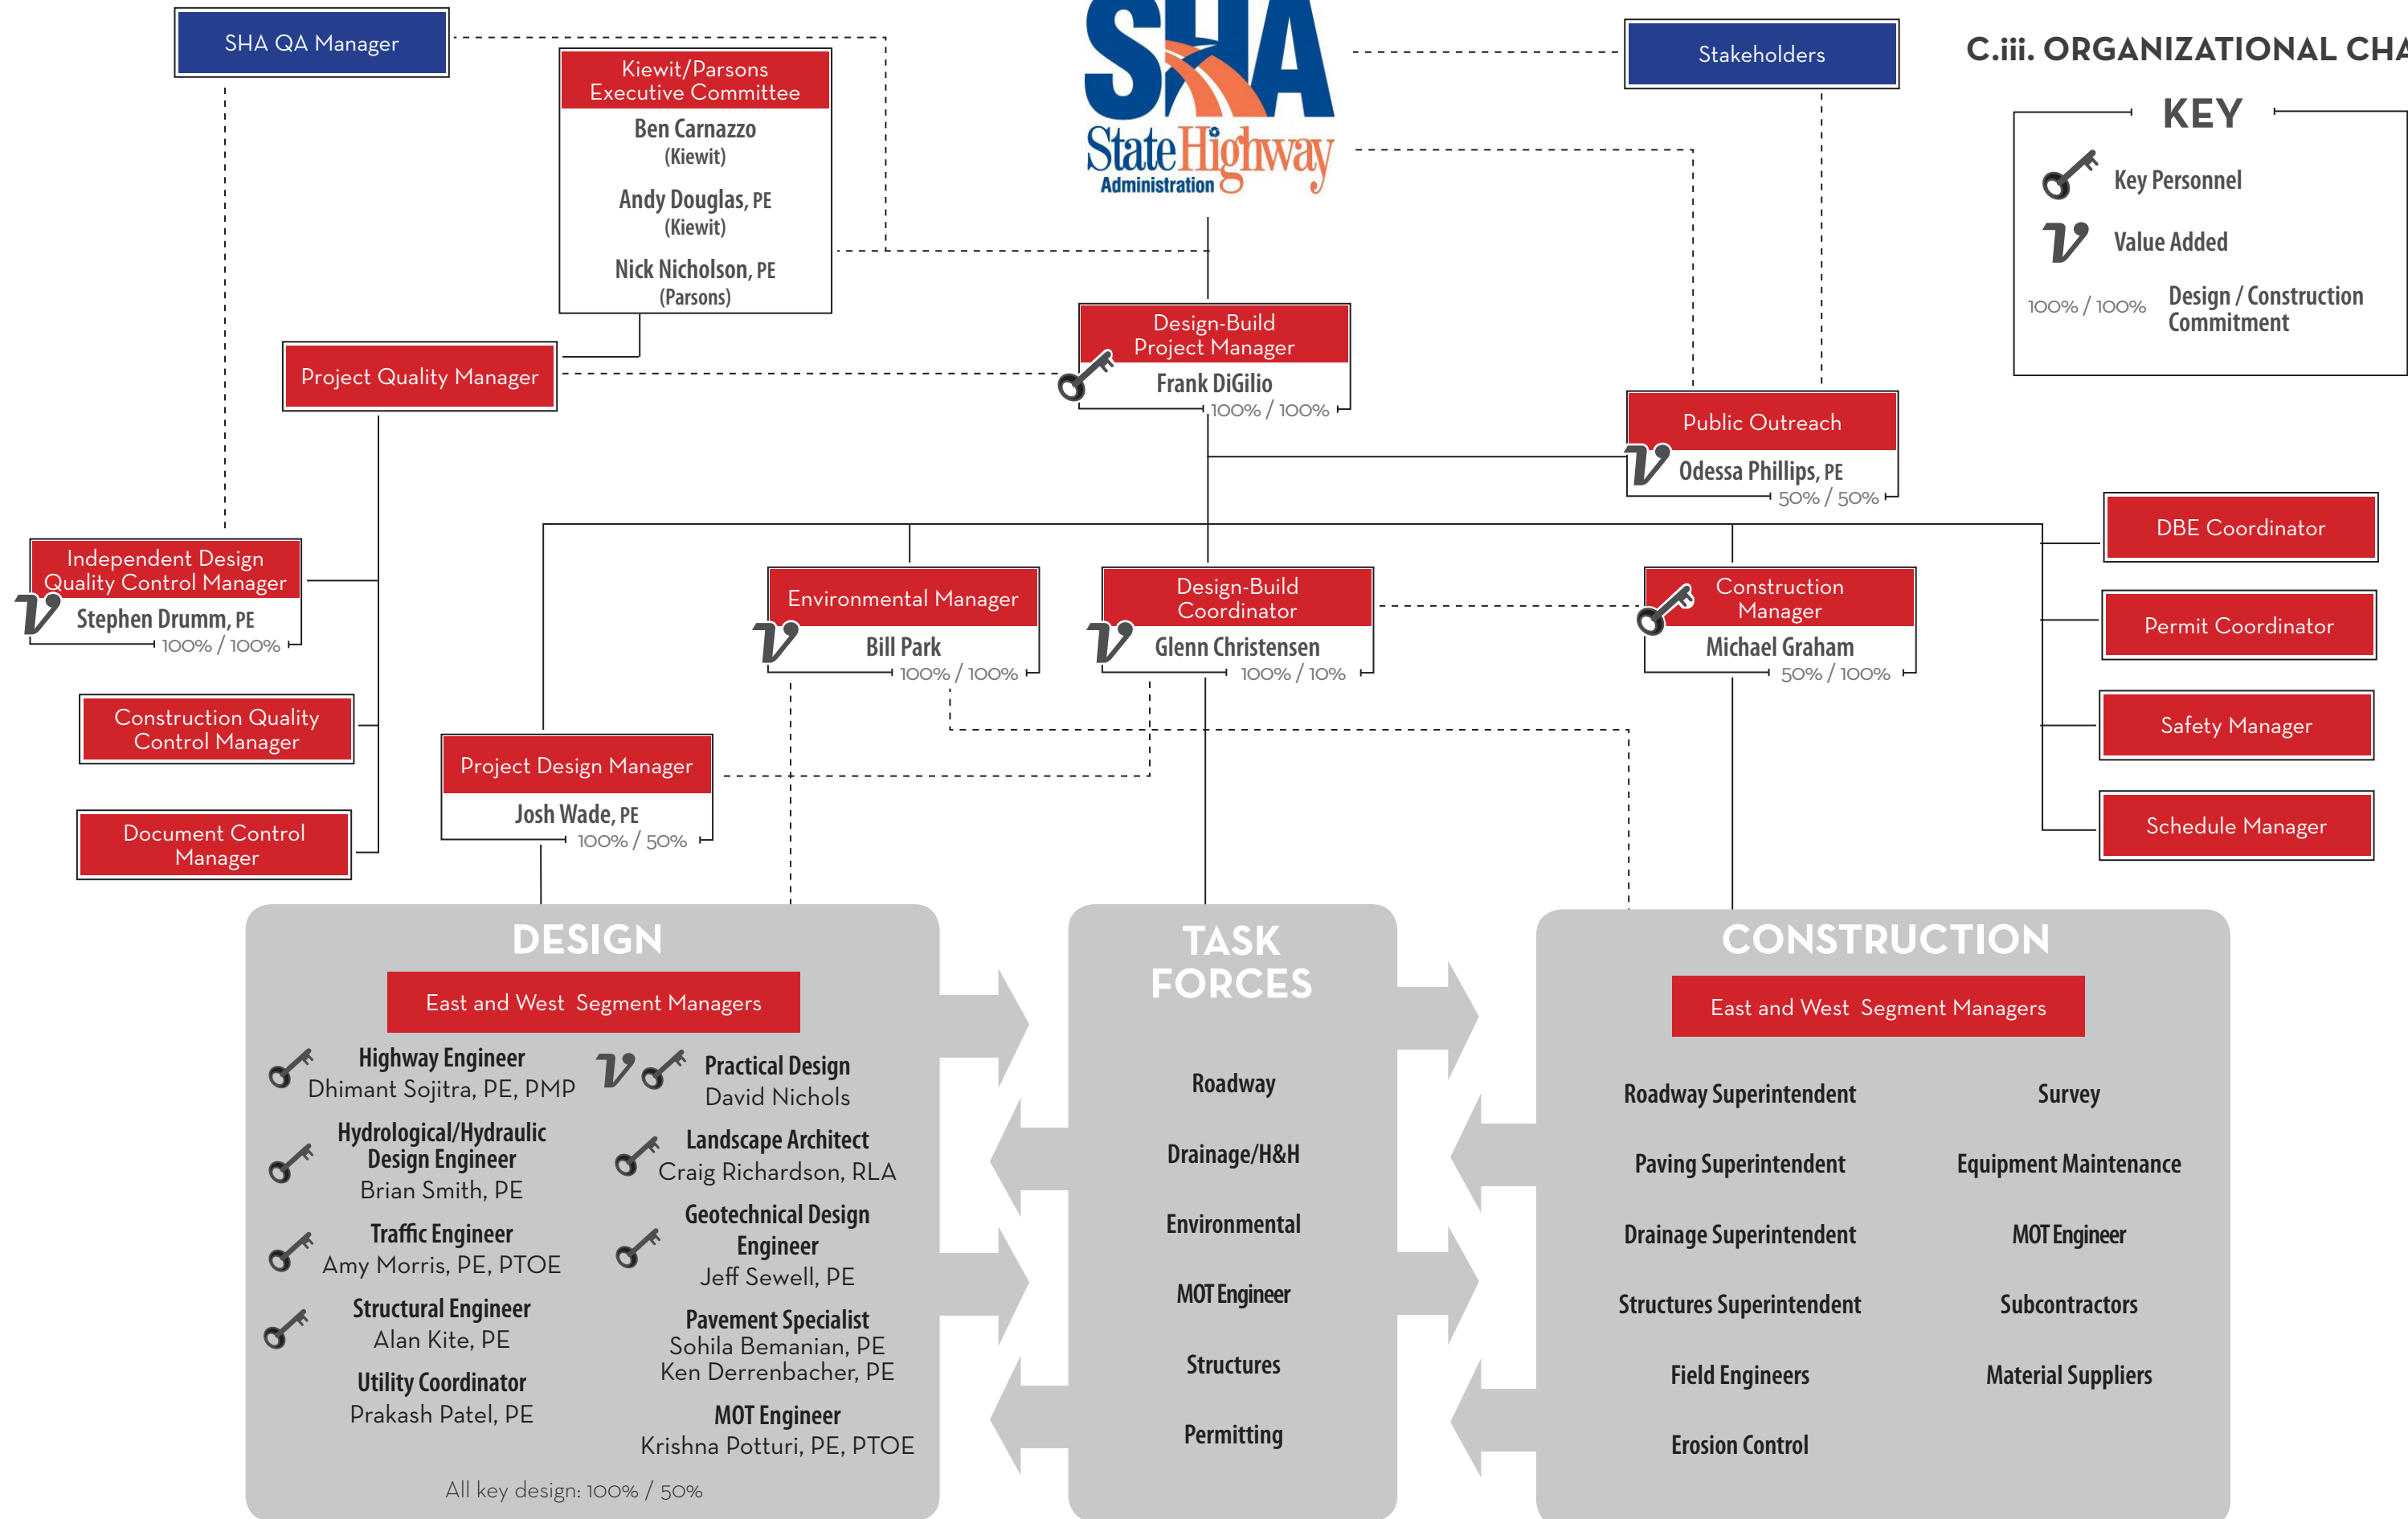 SHA QA Manager
Kiewit/Parsons
Executive Committee
Ben Carnazzo
(Kiewit)
Andy Douglas, PE
(Kiewit)
Nick Nicholson, PE
(Parsons)
SHA
State Highway
Administration
Stakeholders
C.iii. ORGANIZATIONAL CHA
KEY
Key Personnel
V Value Added
100% / 100% Design / Construction
Commitment
Project Quality Manager
Design-Build
Project Manager
Frank DiGilio
100% / 100%
Public Outreach
V Odessa Phillips, PE
50% / 50%
Independent Design
Quality Control Manager
V Stephen Drumm, PE
100% / 100%
Construction Quality
Control Manager
Document Control
Manager
Environmental Manager
V Bill Park
100% / 100%
Design-Build
Coordinator
V Glenn Christensen
100% / 10%
Construction
Manager
Michael Graham
50% / 100%
DBE Coordinator
Permit Coordinator
Safety Manager
Schedule Manager
Project Design Manager
Josh Wade, PE
100% / 50%
DESIGN
East and West Segment Managers
Highway Engineer
Dhimant Sojitra, PE, PMP
Hydrological/Hydraulic
Design Engineer
Brian Smith, PE
Traffic Engineer
Amy Morris, PE, PTOE
Structural Engineer
Alan Kite, PE
Utility Coordinator
Prakash Patel, PE
V Practical Design
David Nichols
Landscape Architect
Craig Richardson, RLA
Geotechnical Design
Engineer
Jeff Sewell, PE
Pavement Specialist
Sohila Bemanian, PE
Ken Derrenbacher, PE
MOT Engineer
Krishna Potturi, PE, PTOE
All key design: 100% / 50%
TASK
FORCES
Roadway
Drainage/H&H
Environmental
MOT Engineer
Structures
Permitting
CONSTRUCTION
East and West Segment Managers
Roadway Superintendent
Paving Superintendent
Drainage Superintendent
Structures Superintendent
Field Engineers
Erosion Control
Survey
Equipment Maintenance
MOT Engineer
Subcontractors
Material Suppliers